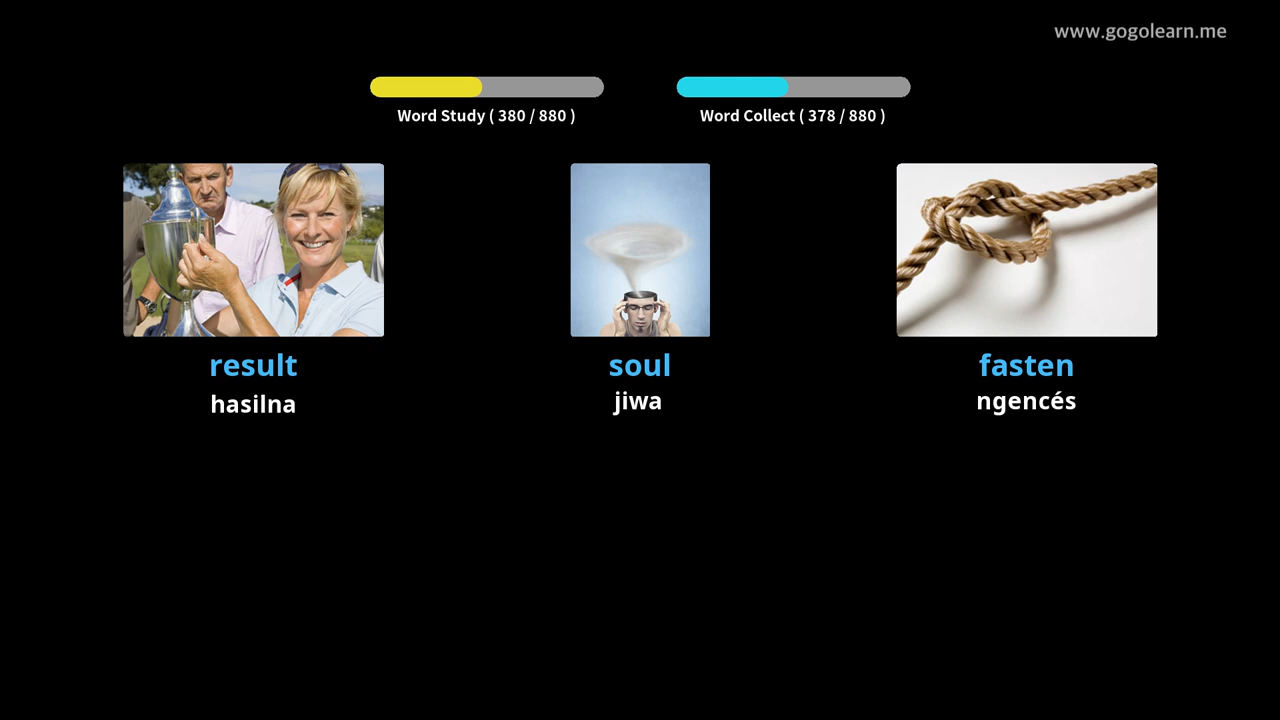 www.gogolearn.me
Word Study ( 380 / 880 )
Word Collect ( 378 / 880 )
result
hasilna
soul
jiwa
fasten
ngencés